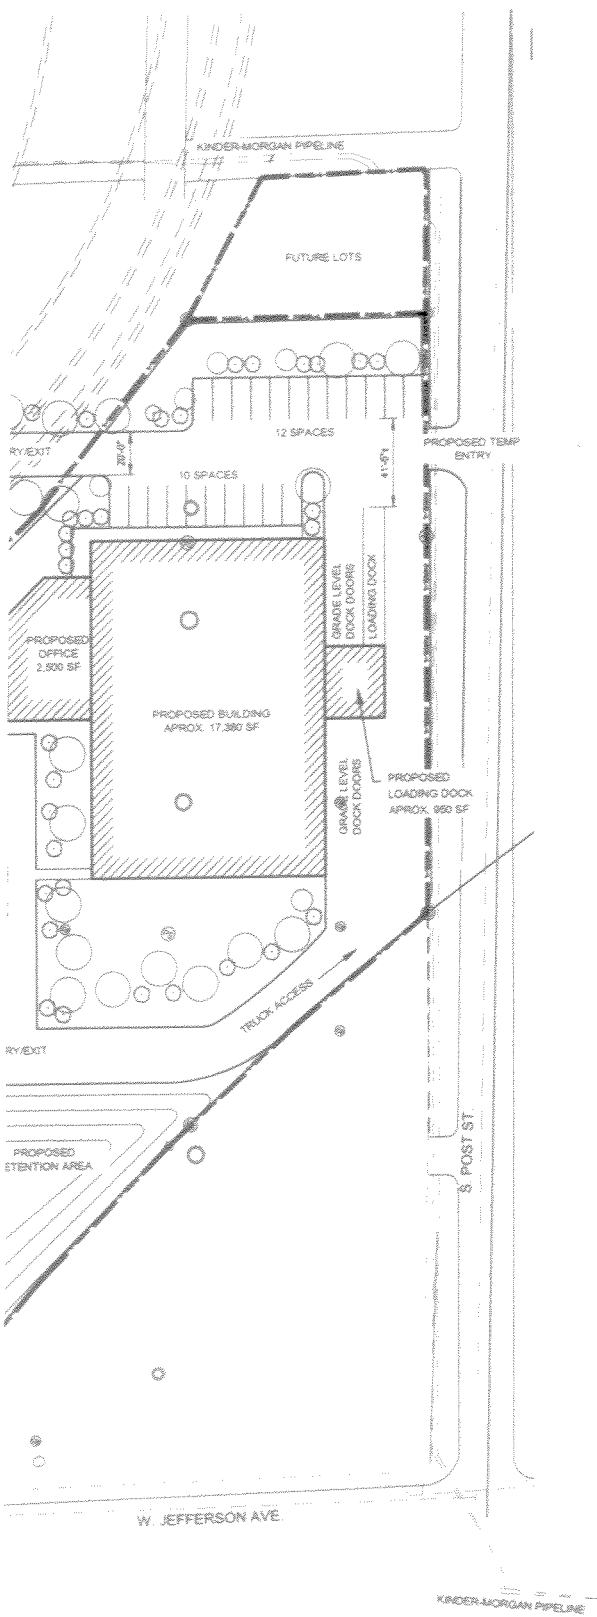 KINDER-MORGAN PIPELINE
FUTURE LOTS
12 SPACES
RY/EXIT
20'-0"
10 SPACES
PROPOSED TEMP
ENTRY
GRADE LEVEL
DOCK DOORS
LOADING DOCK
PROPOSED
OFFICE
2,500 SF
PROPOSED BUILDING
APROX. 17,380 SF
GRADE LEVEL
DOCK DOORS
PROPOSED
LOADING DOCK
APROX. 950 SF
TRUCK ACCESS
RY/EXIT
PROPOSED
ETENTION AREA
S. POST ST.
W. JEFFERSON AVE.
KINDER-MORGAN PIPELINE